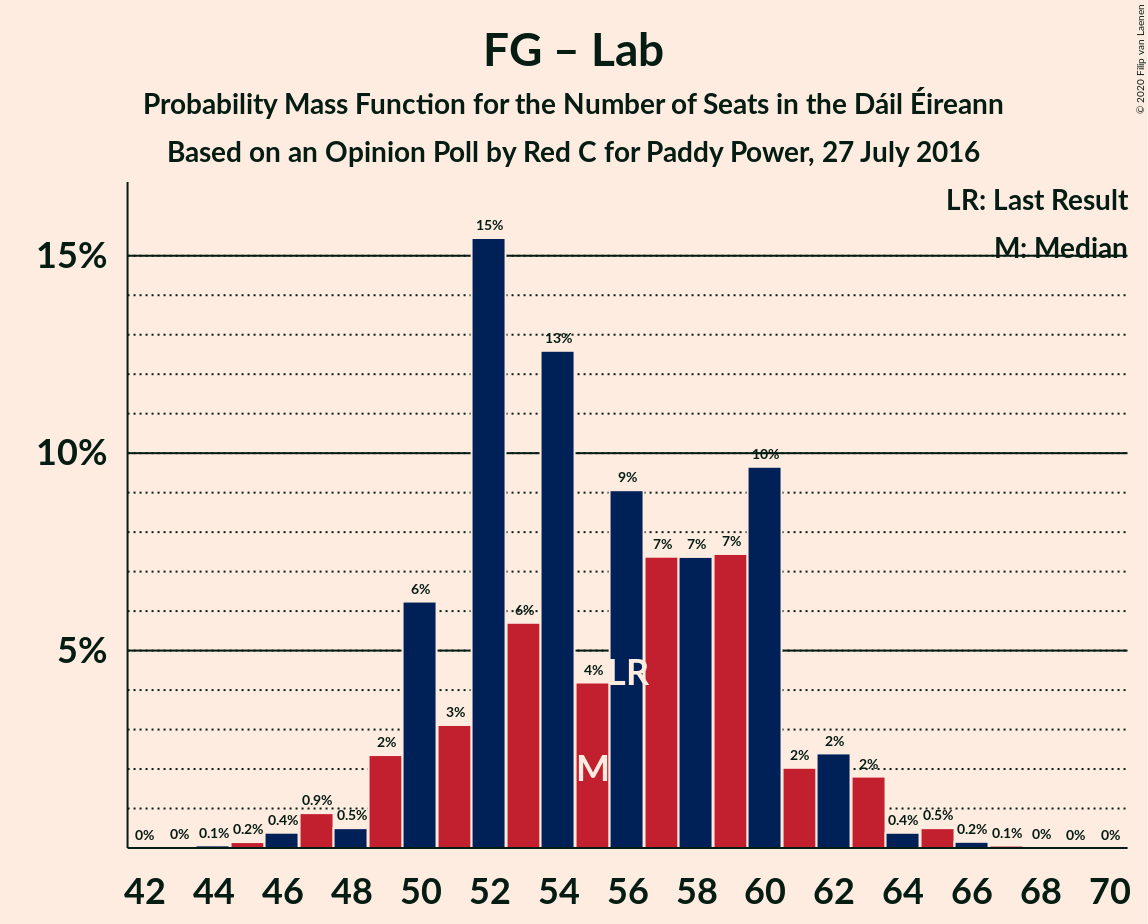 FG – Lab
Probability Mass Function for the Number of Seats in the Dáil Éireann
Based on an Opinion Poll by Red C for Paddy Power, 27 July 2016
© 2020 Filip van Laenen
LR: Last Result
M: Median
15%
10%
5%
0% 0% 0.1% 0.2% 0.4% 0.9% 0.5% 2% 6% 3% 15% 6% 13% 4% 9% 7% 7% 7% 10% 2% 2% 2% 0.4% 0.5% 0.2% 0.1% 0% 0% 0%
LR
M
42 44 46 48 50 52 54 56 58 60 62 64 66 68 70